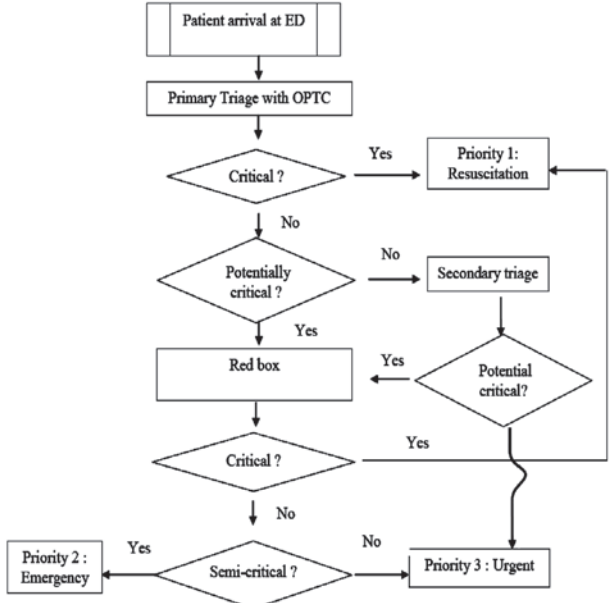 Patient arrival at ED
Primary Triage with OPTC
Critical ?
Yes
Priority 1:
Resuscitation
No
Potentially
critical ?
No
Secondary triage
Yes
Red box
Yes
Potential
critical?
Critical ?
Yes
No
Priority 2 :
Emergency
Yes
Semi-critical ?
No
Priority 3 : Urgent